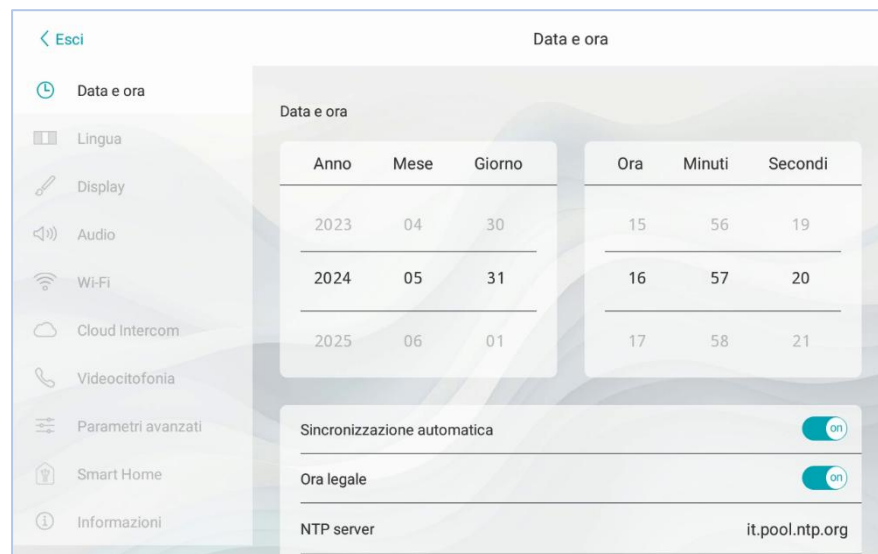 Esci
Data e ora
Data e ora
Lingua
Display
Audio
Wi-Fi
Cloud Intercom
Videocitofonia
Parametri avanzati
Smart Home
Informazioni
Data e ora
Anno Mese Giorno
2023 04 30
2024 05 31
2025 06 01
Ora Minuti Secondi
15 56 19
16 57 20
17 58 21
Sincronizzazione automatica on
Ora legale on
NTP server it.pool.ntp.org